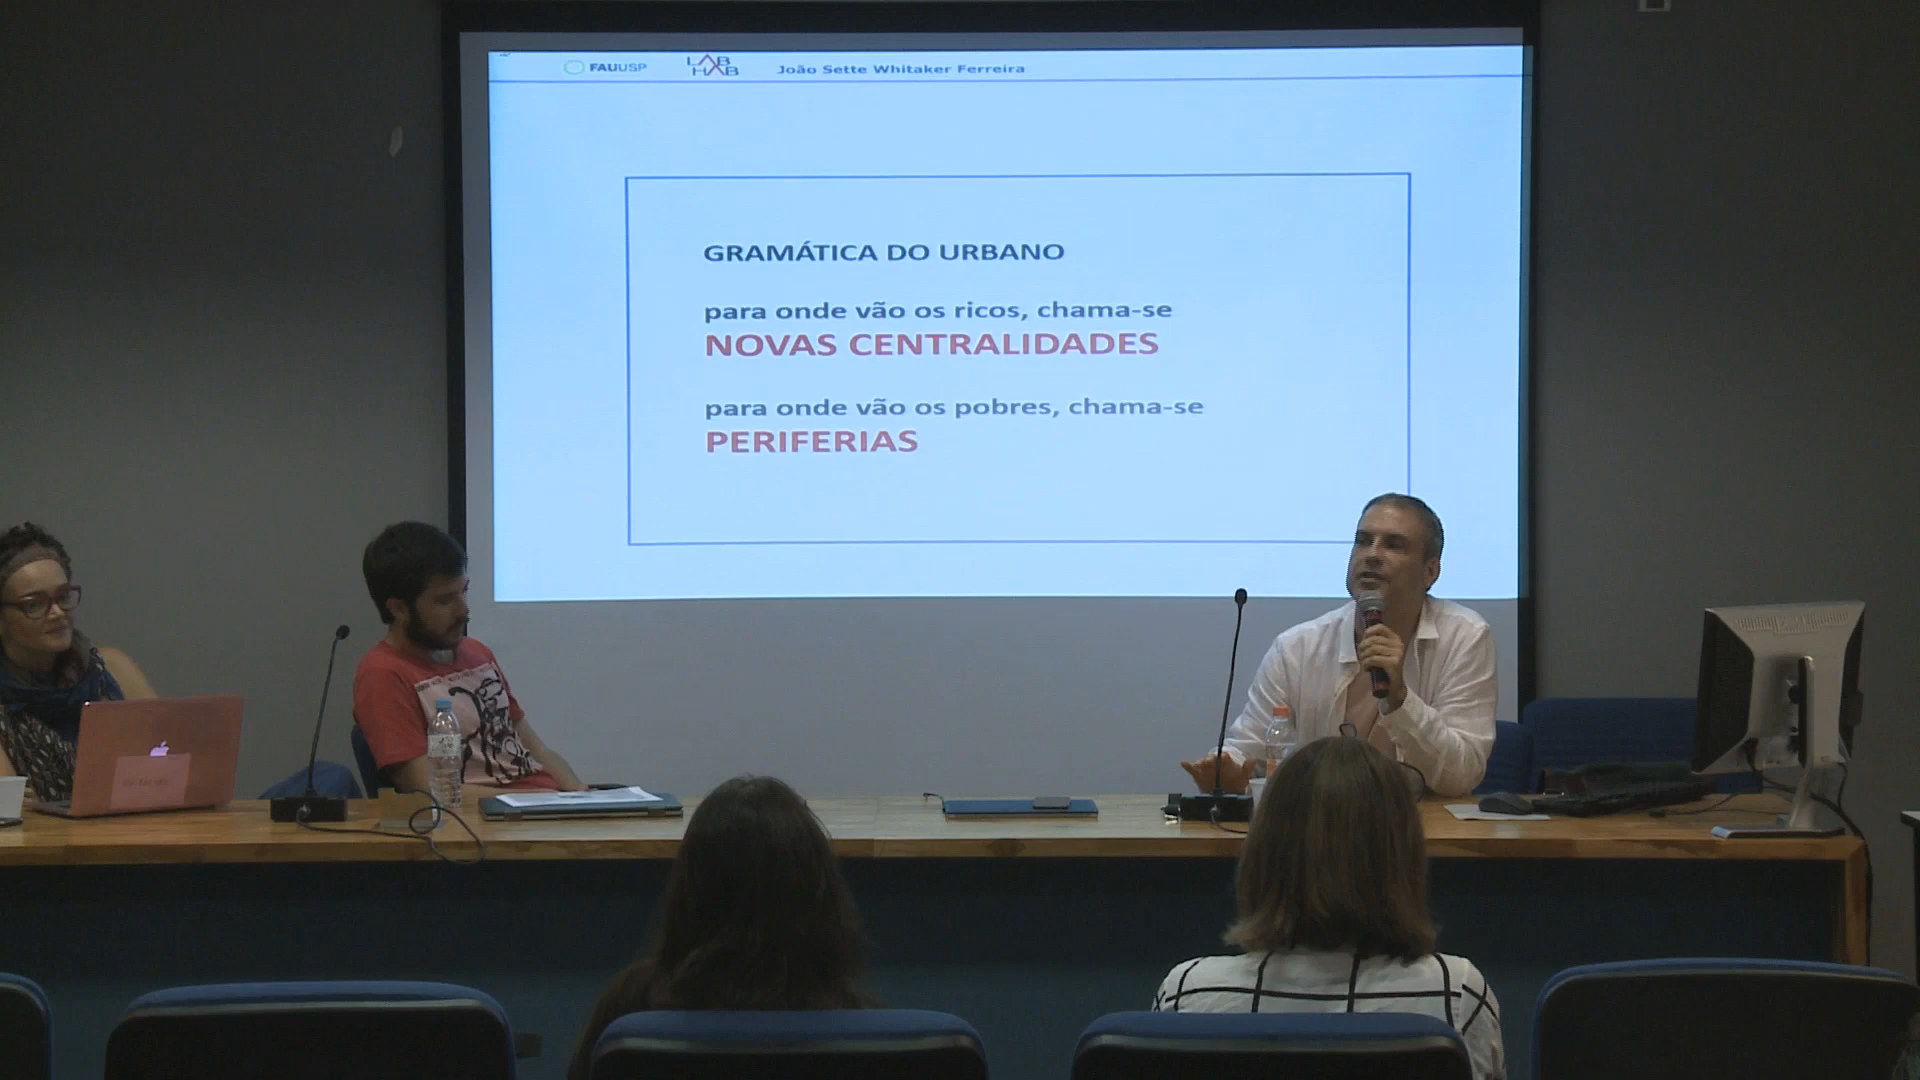 FAUUSP
LAB
HAB
João Sette Whitaker Ferreira
GRAMÁTICA DO URBANO
para onde vão os ricos, chama-se
NOVAS CENTRALIDADES
para onde vão os pobres, chama-se
PERIFERIAS